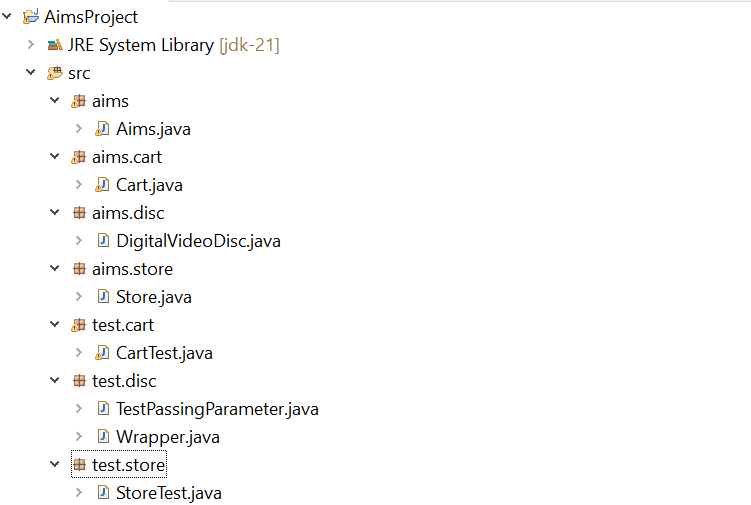 AimsProject
JRE System Library [jdk-21]
src
aims
Aims.java
aims.cart
Cart.java
aims.disc
DigitalVideoDisc.java
aims.store
Store.java
test.cart
CartTest.java
test.disc
TestPassingParameter.java
Wrapper.java
test.store
StoreTest.java